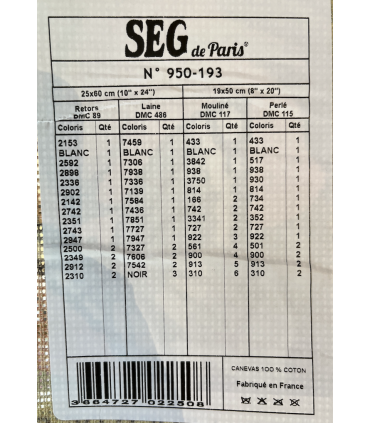 SEG de Paris®
N° 950-193
25x60 cm (10" x 24") 19x50 cm (8" x 20")
Retors DMC 89 Laine DMC 486 Mouliné DMC 117 Perlé DMC 115
Coloris Qté Coloris Qté Coloris Qté Coloris Qté
2153 1 7459 1 433 1 433 1
BLANC 1 BLANC 1 BLANC 1 BLANC 1
2592 1 7306 1 3842 1 517 1
2898 1 7938 1 938 1 938 1
2336 1 7336 1 3750 1 930 1
2902 1 7139 1 814 1 814 1
2142 1 7584 1 166 2 734 1
2742 1 7436 1 742 2 742 1
2351 1 7851 1 3341 2 352 1
2743 1 7727 1 727 2 727 1
2947 1 7947 1 922 3 922 1
2500 2 7327 2 561 4 501 2
2349 2 7606 2 900 4 900 2
2912 2 7542 2 913 5 913 2
2310 2 NOIR 3 310 6 310 2
CANEVAS 100 % COTON
Fabriqué en France
3 664727 022508